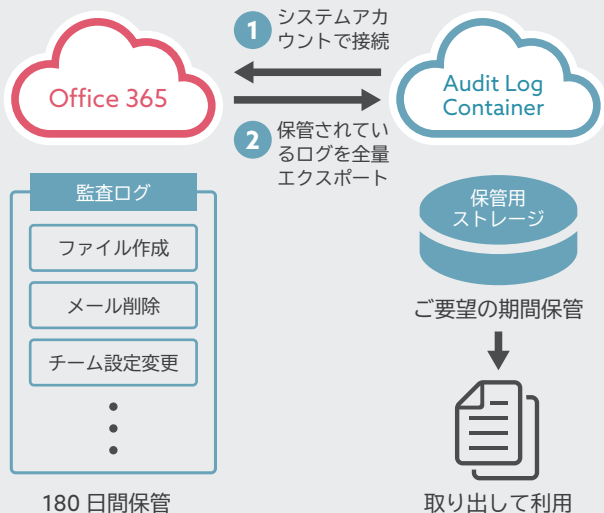 1
システムアカ
ウントで接続
Office 365
Audit Log
Container
2
保管されてい
るログを全量
エクスポート
監査ログ
ファイル作成
メール削除
チーム設定変更
180 日間保管
保管用
ストレージ
ご要望の期間保管
取り出して利用